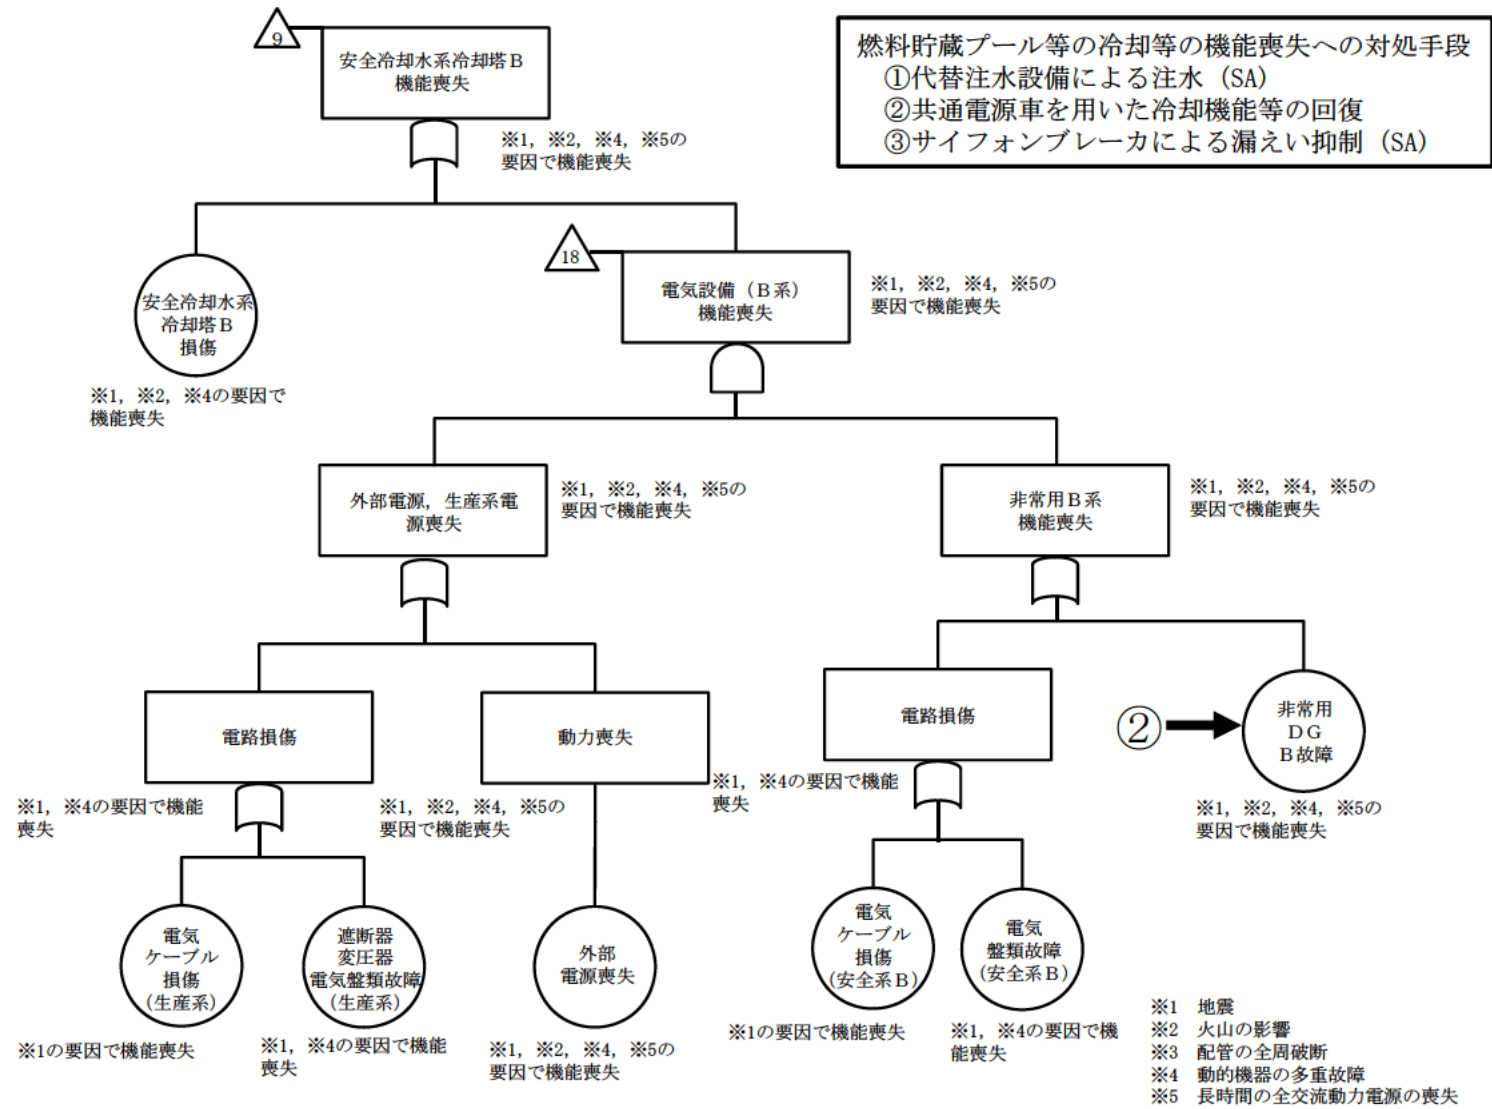 9
安全冷却水系冷却塔Ｂ
機能喪失
※1，※2，※4，※5の
要因で機能喪失
燃料貯蔵プール等の冷却等の機能喪失への対処手段
①代替注水設備による注水（SA）
②共通電源車を用いた冷却機能等の回復
③サイフォンブレーカによる漏えい抑制（SA）
安全冷却水系
冷却塔Ｂ
損傷
※1，※2，※4の要因で
機能喪失
18
電気設備（Ｂ系）
機能喪失
※1，※2，※4，※5の
要因で機能喪失
外部電源，生産系電
源喪失
※1，※2，※4，※5の
要因で機能喪失
非常用Ｂ系
機能喪失
※1，※2，※4，※5の
要因で機能喪失
電路損傷
※1，※4の要因で機能
喪失
動力喪失
※1，※2，※4，※5の
要因で機能喪失
電路損傷
※1，※4の要因で機能
喪失
②
非常用
ＤＧ
Ｂ故障
※1，※2，※4，※5の
要因で機能喪失
電気
ケーブル
損傷
（生産系）
※1の要因で機能喪失
遮断器
変圧器
電気盤類故障
（生産系）
※1，※4の要因で機能
喪失
外部
電源喪失
※1，※2，※4，※5の
要因で機能喪失
電気
ケーブル
損傷
（安全系Ｂ）
※1の要因で機能喪失
電気
盤類故障
（安全系Ｂ）
※1，※4の要因で機
能喪失
※1　地震
※2　火山の影響
※3　配管の全周破断
※4　動的機器の多重故障
※5　長時間の全交流動力電源の喪失